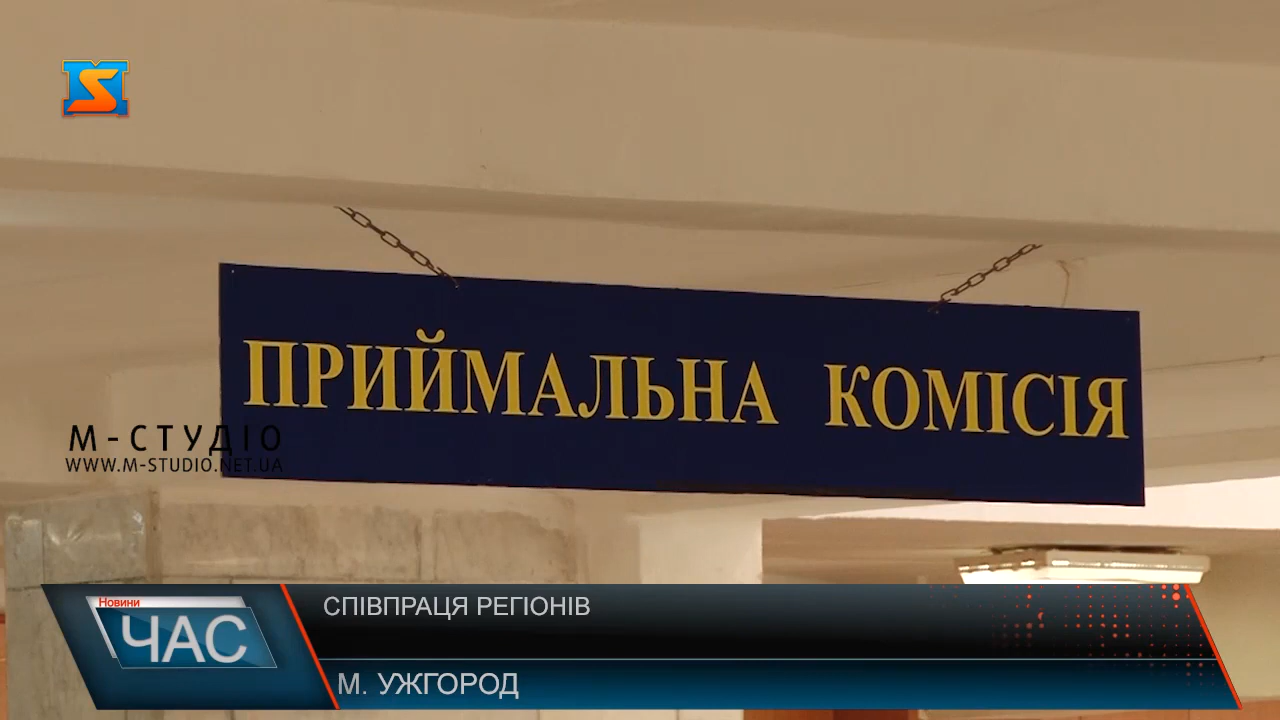 ПРИЙМАЛЬНА КОМІСІЯ
М-СТУДІО
WWW.M-STUDIO.NET.UA
Новини
ЧАС
СПІВПРАЦЯ РЕГІОНІВ
М. УЖГОРОД